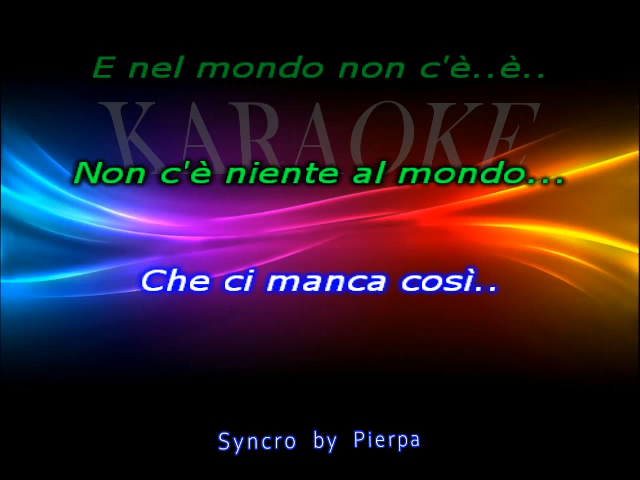 E nel mondo non c'è..è..
KARAOKE
Non c'è niente al mondo...
Che ci manca così..
Syncro by Pierpa